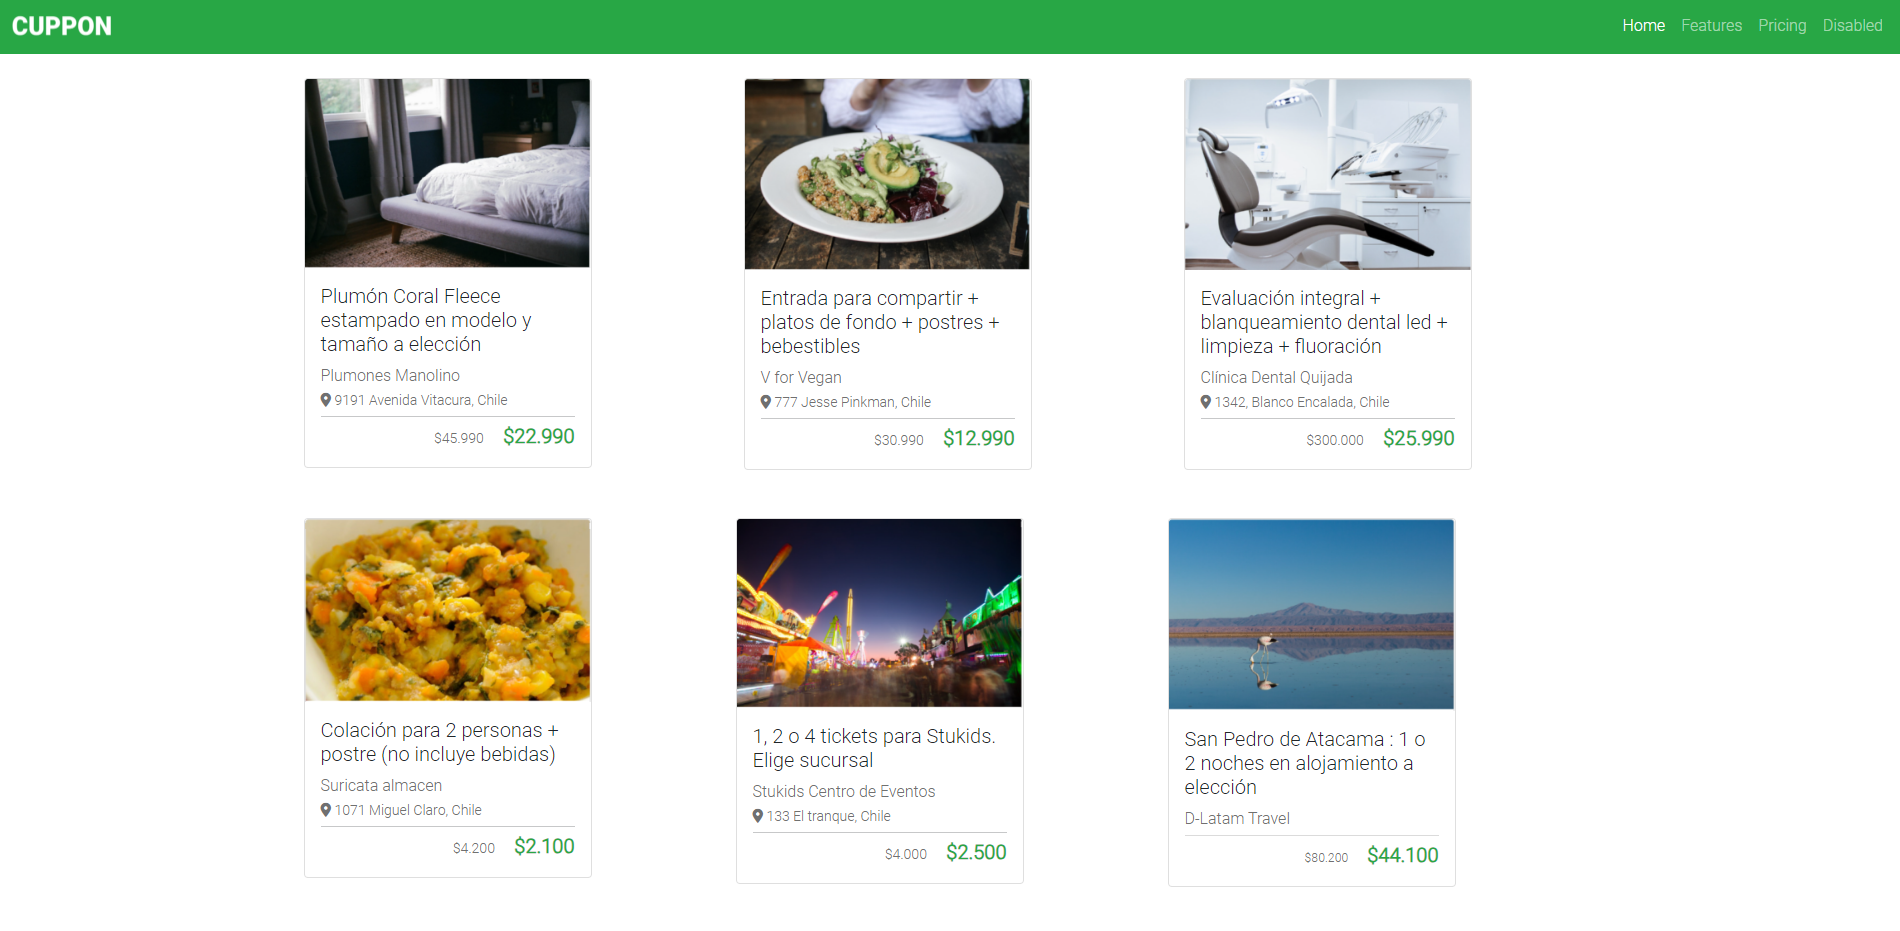 CUPPON
Home Features Pricing Disabled
Plumón Coral Fleece
estampado en modelo y
tamaño a elección
Plumones Manolino
9191 Avenida Vitacura, Chile
$45.990 $22.990
Entrada para compartir +
platos de fondo + postres +
bebestibles
V for Vegan
777 Jesse Pinkman, Chile
$30.990 $12.990
Evaluación integral +
blanqueamiento dental led +
limpieza + fluoración
Clínica Dental Quijada
1342, Blanco Encalada, Chile
$300.000 $25.990
Colación para 2 personas +
postre (no incluye bebidas)
Suricata almacen
1071 Miguel Claro, Chile
$4.200 $2.100
1, 2 o 4 tickets para Stukids.
Elige sucursal
Stukids Centro de Eventos
133 El tranque, Chile
$4.000 $2.500
San Pedro de Atacama : 1 o
2 noches en alojamiento a
elección
D-Latam Travel
$80.200 $44.100